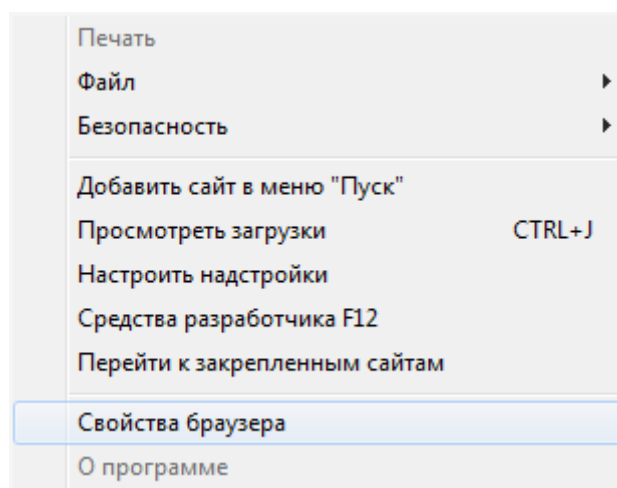 Печать
Файл
Безопасность
Добавить сайт в меню "Пуск"
Просмотреть загрузки CTRL+J
Настроить надстройки
Средства разработчика F12
Перейти к закрепленным сайтам
Свойства браузера
О программе